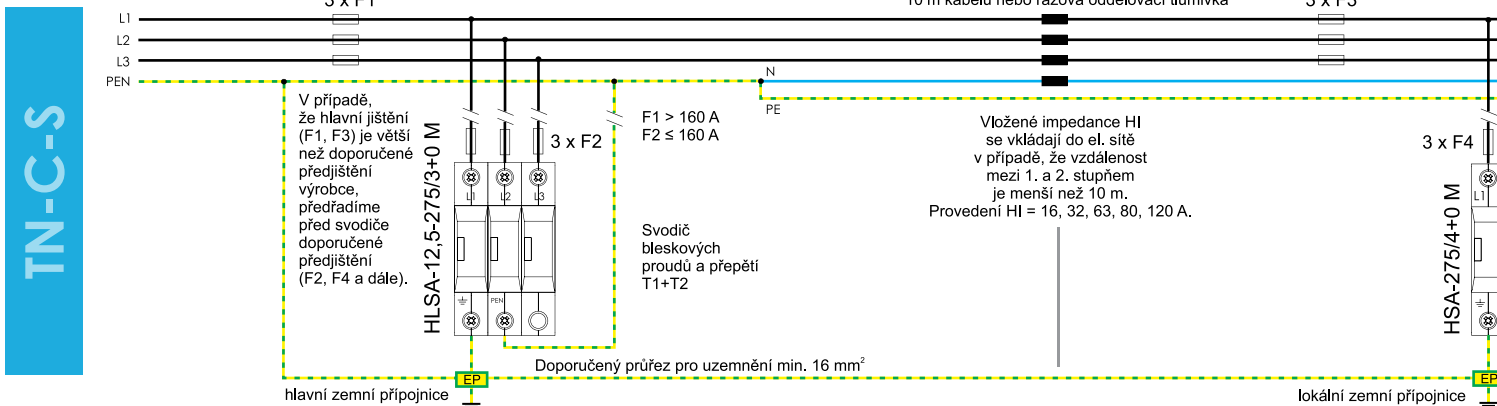 3 x F1
10 m kabelů nebo rázová oddělovací tlumivka
3 x F3
L1
L2
L3
PEN
N
PE
TN-C-S
V případě,
že hlavní jištění
(F1, F3) je větší
než doporučené
předjištění
výrobce,
předřadíme
před svodiče
doporučené
předjištění
(F2, F4 a dále).
HLSA-12,5-275/3+0 M
3 x F2
L1
L2
L3
PEN
F1 > 160 A
F2 ≤ 160 A
Svodič
bleskových
proudů a přepětí
T1+T2
Vložené impedance HI
se vkládají do el. sítě
v případě, že vzdálenost
mezi 1. a 2. stupňem
je menší než 10 m.
Provedení HI = 16, 32, 63, 80, 120 A.
3 x F4
L1
HSA-275/4+0 M
Doporučený průřez pro uzemnění min. 16 mm²
EP
EP
hlavní zemní přípojnice
lokální zemní přípojnice